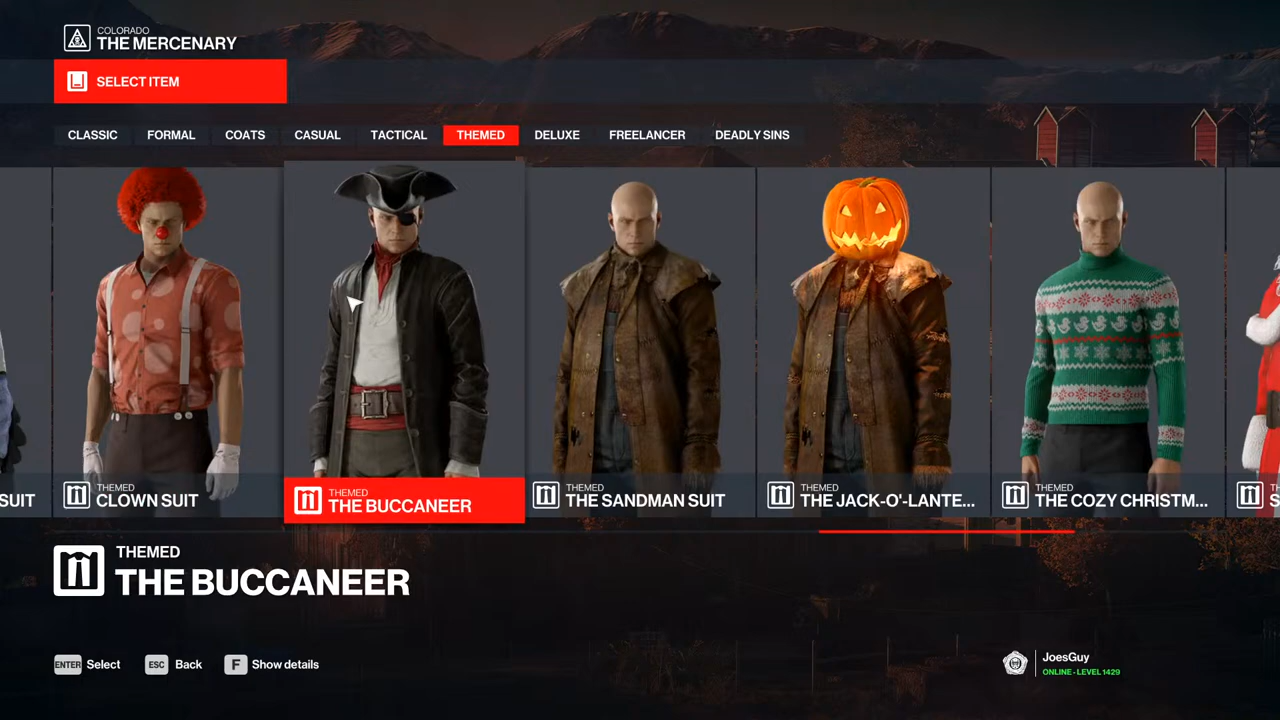 COLORADO
THE MERCENARY
SELECT ITEM
CLASSIC FORMAL COATS CASUAL TACTICAL THEMED DELUXE FREELANCER DEADLY SINS
SUIT
THEMED
CLOWN SUIT
THEMED
THE BUCCANEER
THEMED
THE SANDMAN SUIT
THEMED
THE JACK-O'-LANTE...
THEMED
THE COZY CHRISTM...
THEMED
THE BUCCANEER
ENTER Select ESC Back F Show details
JoesGuy
ONLINE - LEVEL 1429